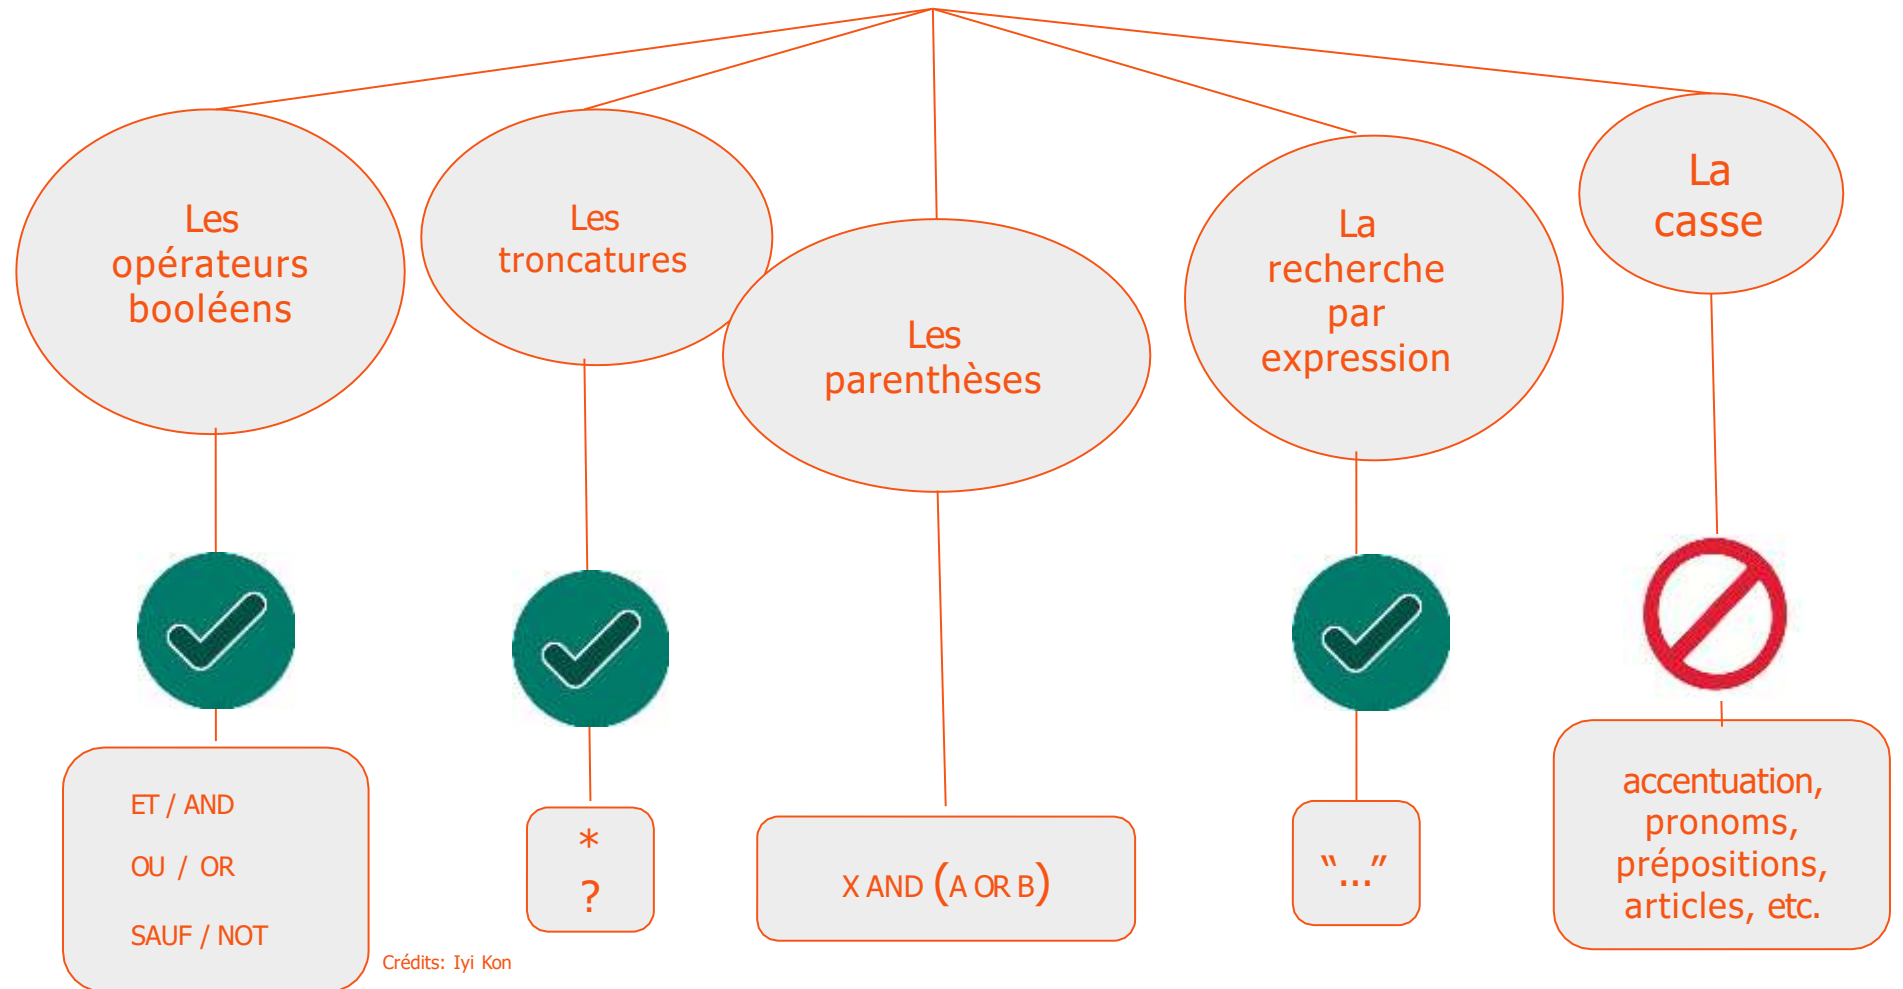 Les
opérateurs
booléens
Les
troncatures
Les
parenthèses
La
recherche
par
expression
La
casse
ET / AND
OU / OR
SAUF / NOT
*
?
X AND (A OR B)
“…”
accentuation,
pronoms,
prépositions,
articles, etc.
Crédits: Iyi Kon